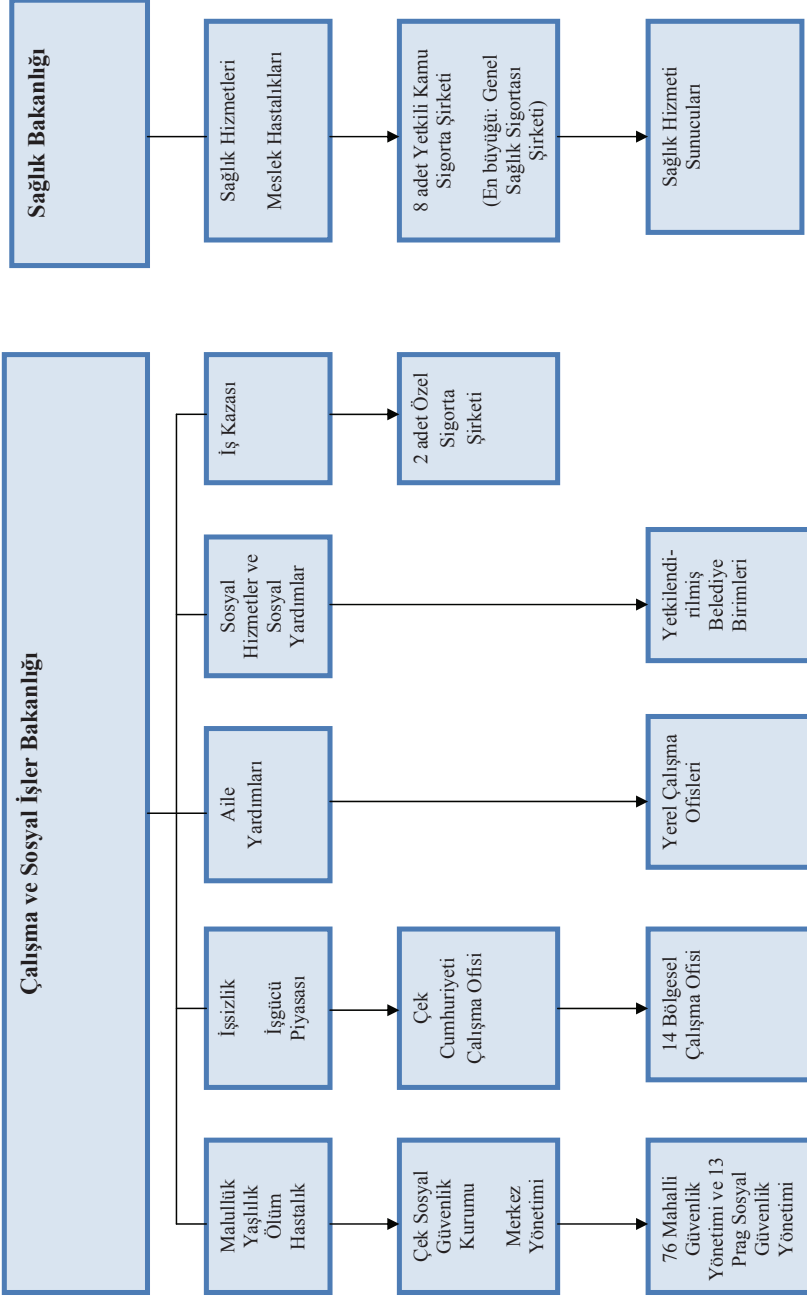 Çalışma ve Sosyal İşler Bakanlığı
Sağlık Bakanlığı
Malullük
Yaşlılık
Ölüm
Hastalık
İşsizlik
İşgücü
Piyasası
Aile
Yardımları
Sosyal
Hizmetler ve
Sosyal
Yardımlar
İş Kazası
Sağlık Hizmetleri
Meslek Hastalıkları
Çek Sosyal
Güvenlik
Kurumu
Merkez
Yönetimi
Çek
Cumhuriyeti
Çalışma Ofisi
2 adet Özel
Sigorta
Şirketi
8 adet Yetkili Kamu
Sigorta Şirketi
(En büyüğü: Genel
Sağlık Sigortası
Şirketi)
76 Mahalli
Güvenlik
Yönetimi ve 13
Prag Sosyal
Güvenlik
Yönetimi
14 Bölgesel
Çalışma Ofisi
Yerel Çalışma
Ofisleri
Yetkilendi-
rilmiş
Belediye
Birimleri
Sağlık Hizmeti
Sunucuları